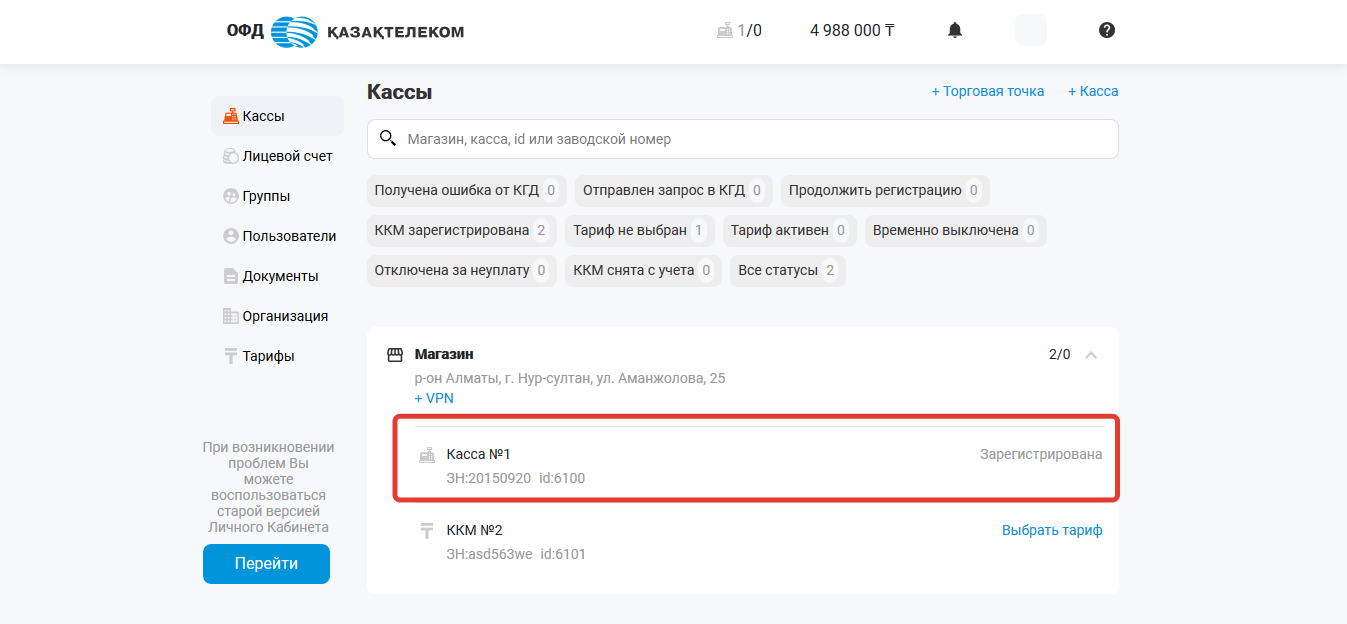 ОФД ҚАЗАҚТЕЛЕКОМ
1/0
4 988 000 ₸
Кассы
Лицевой счет
Группы
Пользователи
Документы
Организация
Тарифы
При возникновении
проблем Вы
можете
воспользоваться
старой версией
Личного Кабинета
Перейти
Кассы
+ Торговая точка
+ Касса
Магазин, касса, id или заводской номер
Получена ошибка от КГД 0
Отправлен запрос в КГД 0
Продолжить регистрацию 0
ККМ зарегистрирована 2
Тариф не выбран 1
Тариф активен 0
Временно выключена 0
Отключена за неуплату 0
ККМ снята с учета 0
Все статусы 2
Магазин
2/0
р-он Алматы, г. Нур-султан, ул. Аманжолова, 25
+ VPN
Касса №1
Зарегистрирована
ЗН:20150920 id:6100
ККМ №2
Выбрать тариф
ЗН:asd563we id:6101